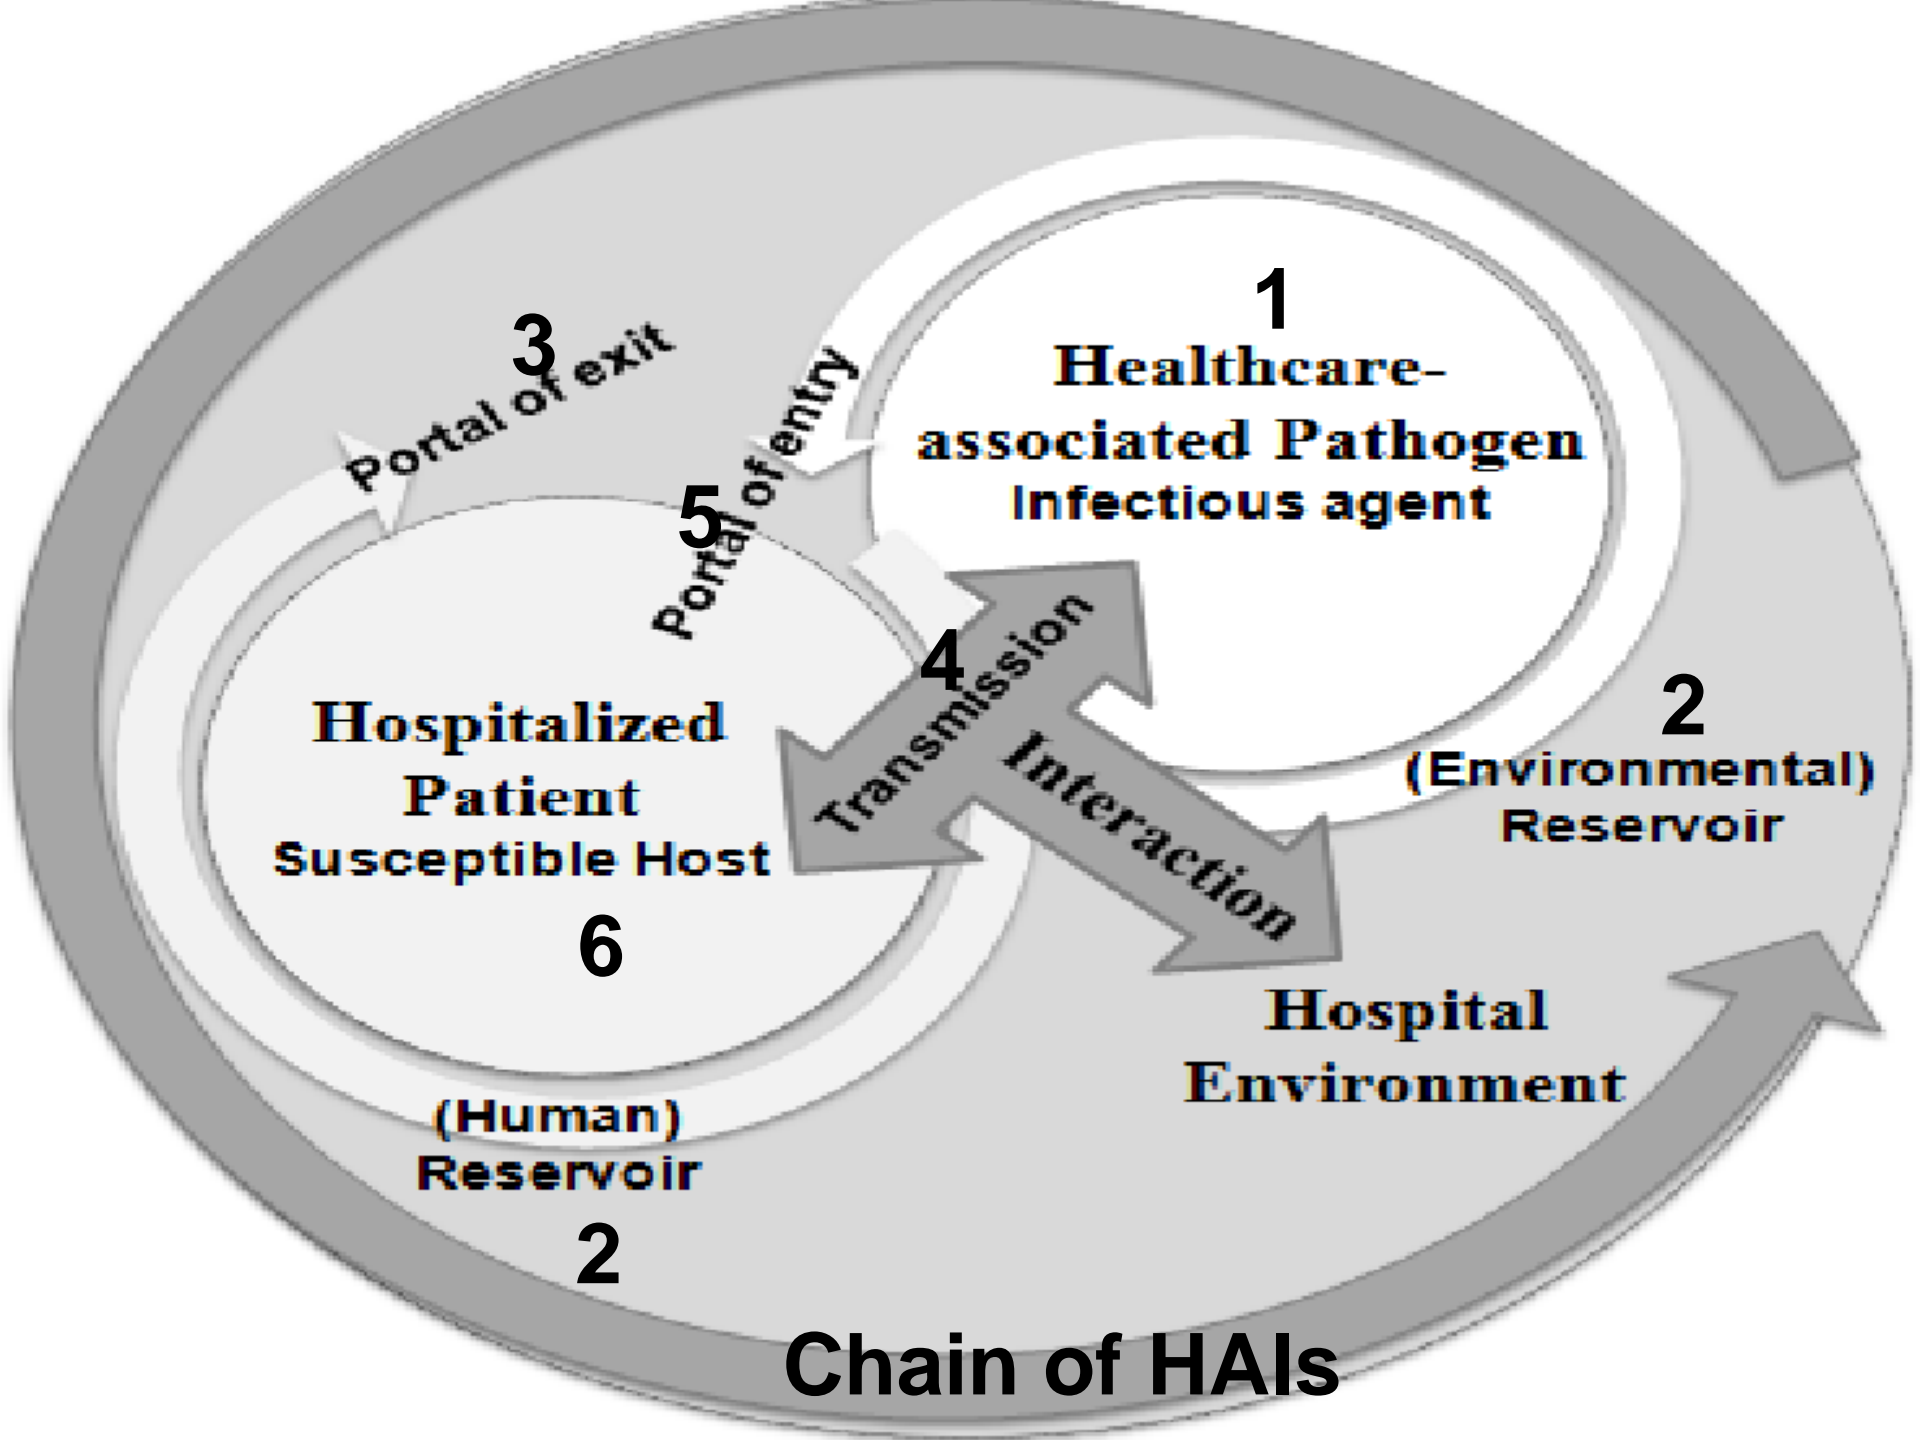 1
Healthcare-
associated Pathogen
Infectious agent
3
Portal of exit
5
Portal of entry
4
Transmission
Interaction
2
(Environmental)
Reservoir
Hospitalized
Patient
Susceptible Host
6
Hospital
Environment
(Human)
Reservoir
2
Chain of HAIs